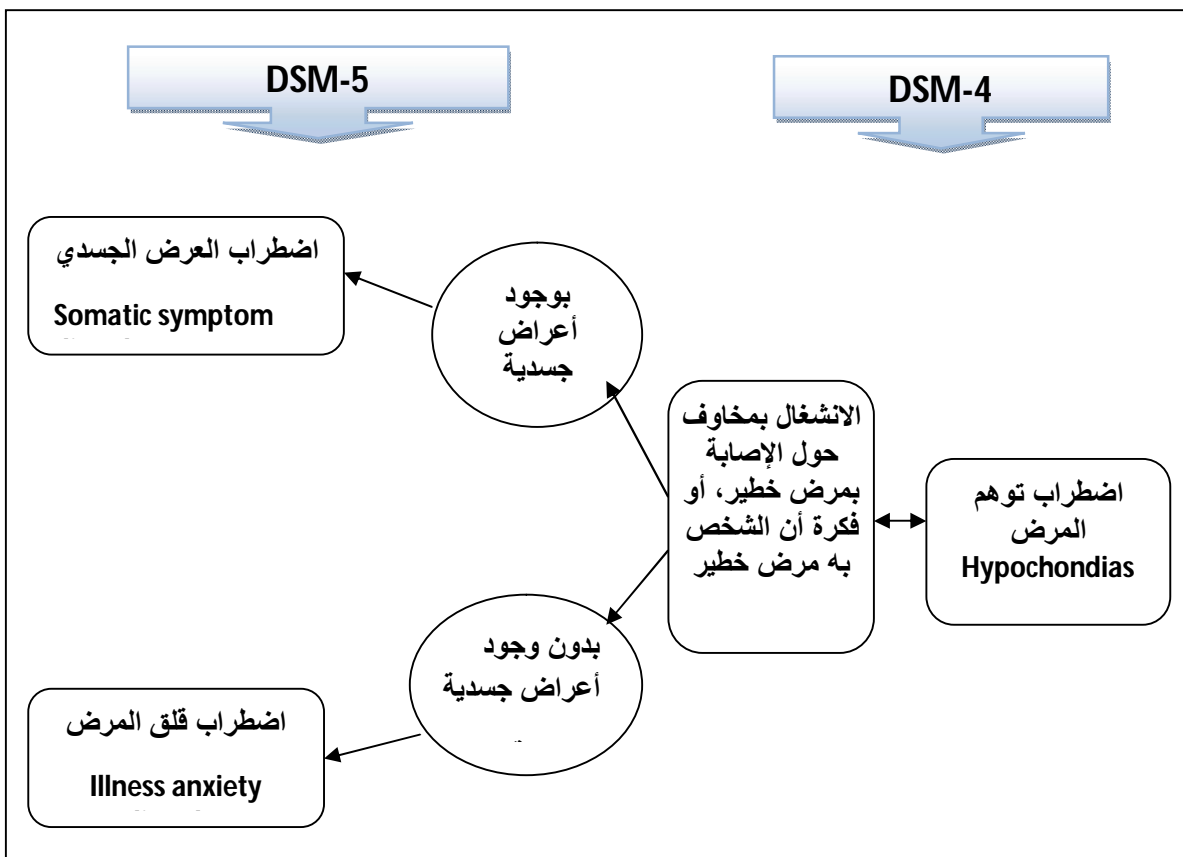 DSM-5
DSM-4
اضطراب العرض الجسدي
Somatic symptom
بوجود
أعراض
جسدية
الانشغال بمخاوف
حول الإصابة
بمرض خطير، أو
فكرة أن الشخص
به مرض خطير
اضطراب توهم
المرض
Hypochondias
بدون وجود
أعراض جسدية
اضطراب قلق المرض
Illness anxiety